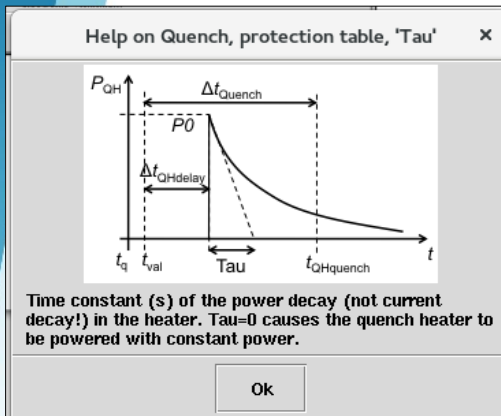 Help on Quench, protection table, 'Tau' ×
P_QH
Δt_Quench
P0
Δt_QHdelay
t_q t_val Tau t_QHquench t
Time constant (s) of the power decay (not current
decay!) in the heater. Tau=0 causes the quench heater to
be powered with constant power.
Ok